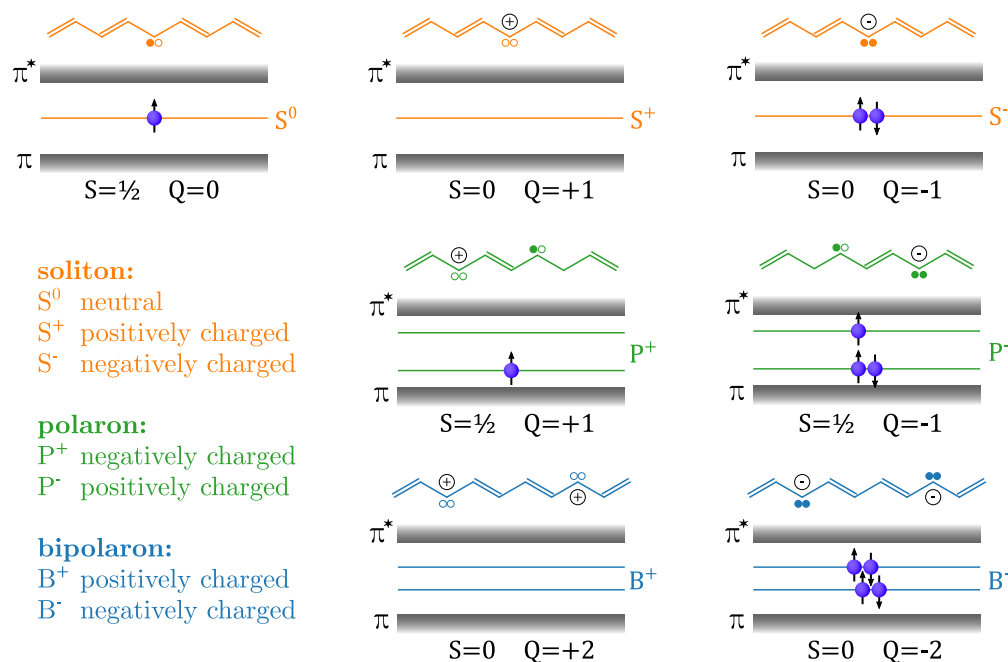 π* S⁰ π
S=½ Q=0
+
π* S⁺ π
S=0 Q=+1
-
π* S⁻ π
S=0 Q=-1
soliton:
S⁰ neutral
S⁺ positively charged
S⁻ negatively charged
polaron:
P⁺ negatively charged
P⁻ positively charged
bipolaron:
B⁺ positively charged
B⁻ negatively charged
+
π* P⁺ π
S=½ Q=+1
-
π* P⁻ π
S=½ Q=-1
+ +
π* B⁺ π
S=0 Q=+2
- -
π* B⁻ π
S=0 Q=-2